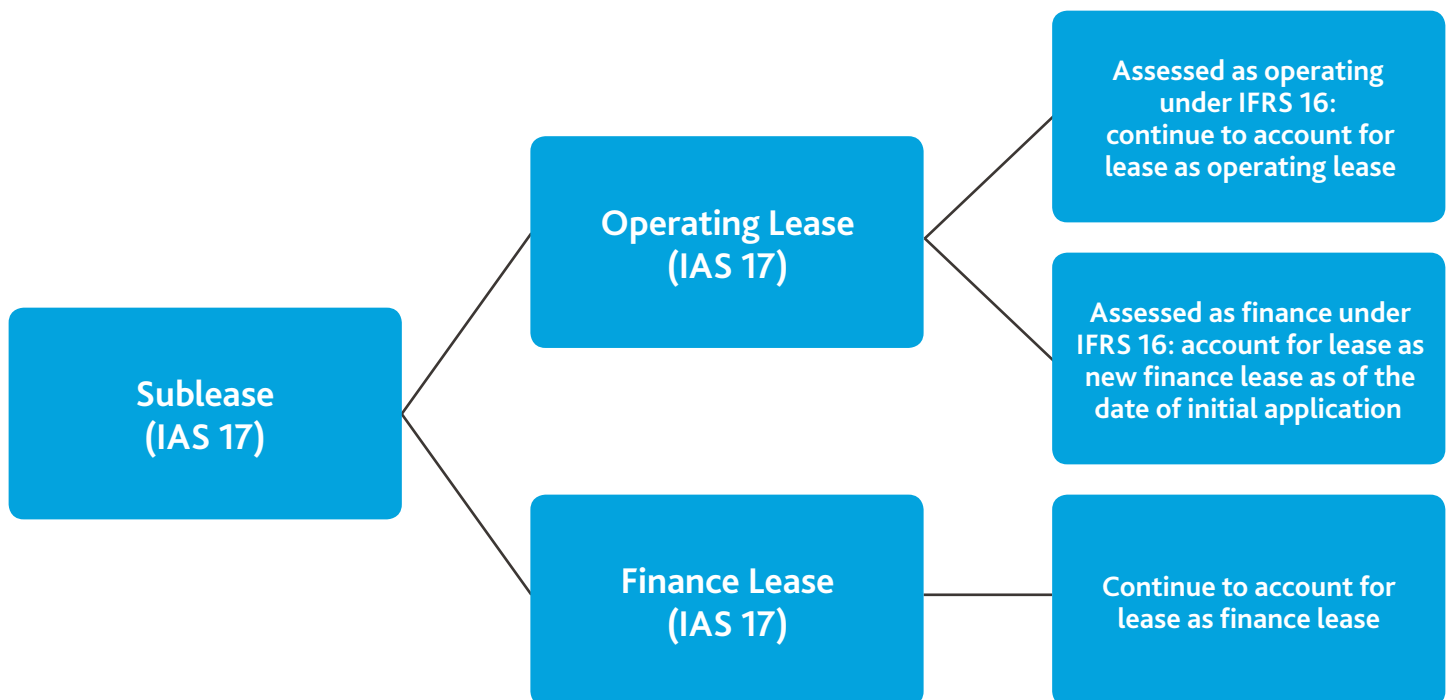 Sublease
(IAS 17)
Operating Lease
(IAS 17)
Finance Lease
(IAS 17)
Assessed as operating
under IFRS 16:
continue to account for
lease as operating lease
Assessed as finance under
IFRS 16: account for lease as
new finance lease as of the
date of initial application
Continue to account for
lease as finance lease